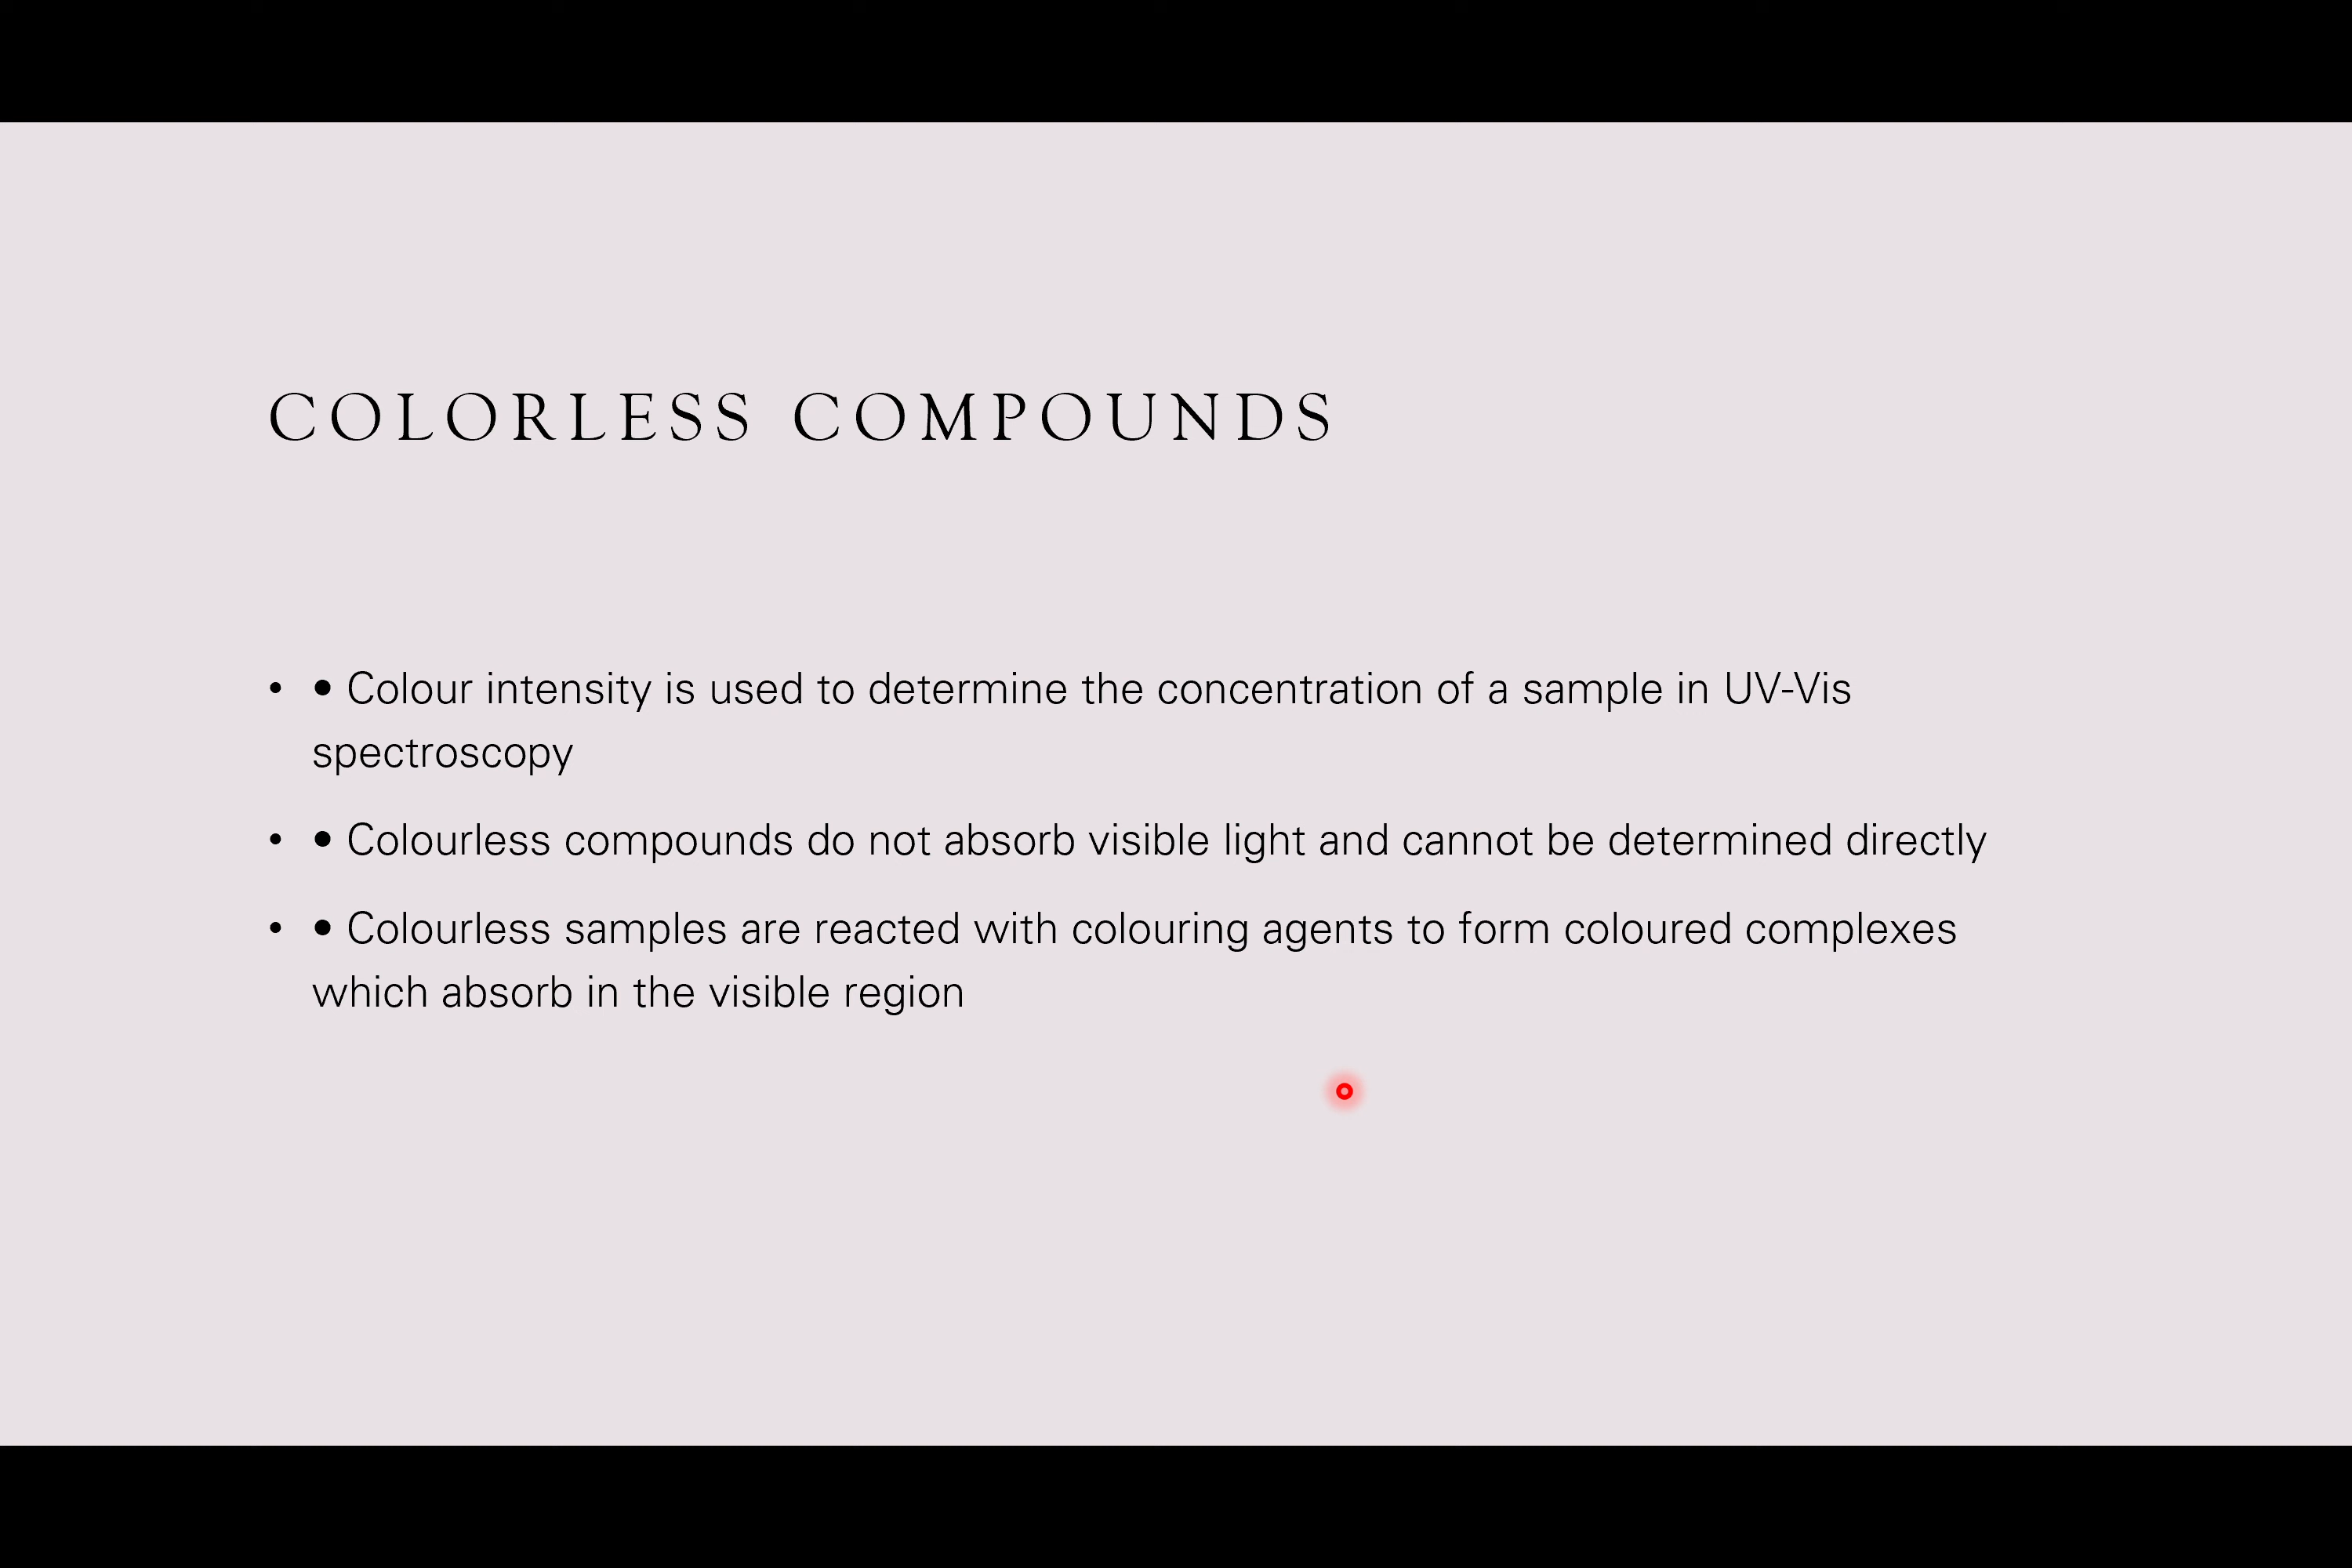 COLORLESS COMPOUNDS
• • Colour intensity is used to determine the concentration of a sample in UV-Vis
spectroscopy
• • Colourless compounds do not absorb visible light and cannot be determined directly
• • Colourless samples are reacted with colouring agents to form coloured complexes
which absorb in the visible region